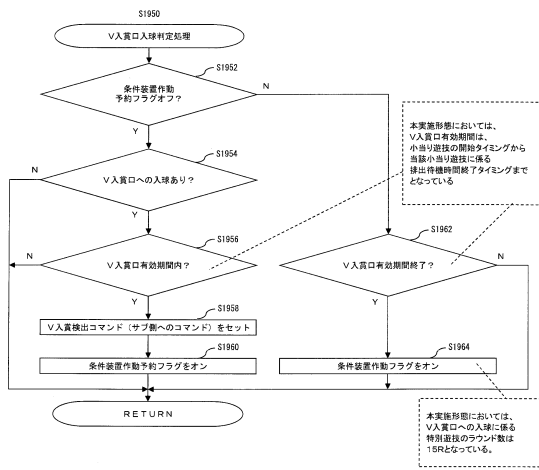 S1950
V入賞口入球判定処理
S1952
条件装置作動
予約フラグオフ？
N
Y
本実施形態においては、
V入賞口有効期間は、
小当り遊技の開始タイミングから
当該小当り遊技に係る
排出待機時間終了タイミングまで
となっている
S1954
N
V入賞口への入球あり？
Y
S1956
N
V入賞口有効期間内？
Y
S1962
V入賞口有効期間終了？
N
Y
S1958
V入賞検出コマンド（サブ側へのコマンド）をセット
S1960
条件装置作動予約フラグをオン
S1964
条件装置作動フラグをオン
RETURN
本実施形態においては、
V入賞口への入球に係る
特別遊技のラウンド数は
15Rとなっている。